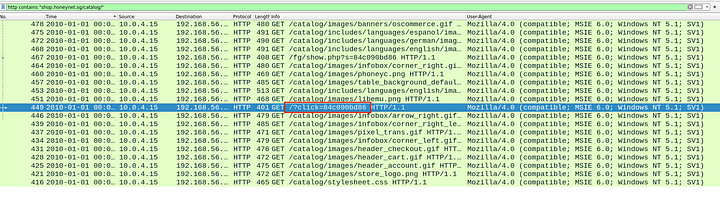 http contains "shop.honeynet.sg/catalog/"
No. Time Source Destination Protocol Lengtl Info UserAgent
478 2010-01-01 00:0… 10.0.4.15 192.168.56.… HTTP 480 GET /catalog/images/banners/oscommerce.gif … Mozilla/4.0 (compatible; MSIE 6.0; Windows NT 5.1; SV1)
475 2010-01-01 00:0… 10.0.4.15 192.168.56.… HTTP 491 GET /catalog/includes/languages/espanol/ima… Mozilla/4.0 (compatible; MSIE 6.0; Windows NT 5.1; SV1)
472 2010-01-01 00:0… 10.0.4.15 192.168.56.… HTTP 490 GET /catalog/includes/languages/german/imag… Mozilla/4.0 (compatible; MSIE 6.0; Windows NT 5.1; SV1)
468 2010-01-01 00:0… 10.0.4.15 192.168.56.… HTTP 491 GET /catalog/includes/languages/english/ima… Mozilla/4.0 (compatible; MSIE 6.0; Windows NT 5.1; SV1)
467 2010-01-01 00:0… 10.0.4.15 192.168.56.… HTTP 508 GET /fg/show.php?s=84c090bd86 HTTP/1.1 Mozilla/4.0 (compatible; MSIE 6.0; Windows NT 5.1; SV1)
464 2010-01-01 00:0… 10.0.4.15 192.168.56.… HTTP 486 GET /catalog/images/infobox/corner_right.gi… Mozilla/4.0 (compatible; MSIE 6.0; Windows NT 5.1; SV1)
460 2010-01-01 00:0… 10.0.4.15 192.168.56.… HTTP 469 GET /catalog/images/phoneyc.png HTTP/1.1 Mozilla/4.0 (compatible; MSIE 6.0; Windows NT 5.1; SV1)
457 2010-01-01 00:0… 10.0.4.15 192.168.56.… HTTP 485 GET /catalog/images/table_background_defaul… Mozilla/4.0 (compatible; MSIE 6.0; Windows NT 5.1; SV1)
453 2010-01-01 00:0… 10.0.4.15 192.168.56.… HTTP 513 GET /catalog/includes/languages/english/ima… Mozilla/4.0 (compatible; MSIE 6.0; Windows NT 5.1; SV1)
451 2010-01-01 00:0… 10.0.4.15 192.168.56.… HTTP 468 GET /catalog/images/libemu.png HTTP/1.1 Mozilla/4.0 (compatible; MSIE 6.0; Windows NT 5.1; SV1)
449 2010-01-01 00:0… 10.0.4.15 192.168.56.… HTTP 401 GET /?click=84c090bd86 HTTP/1.1 Mozilla/4.0 (compatible; MSIE 6.0; Windows NT 5.1; SV1)
446 2010-01-01 00:0… 10.0.4.15 192.168.56.… HTTP 479 GET /catalog/images/infobox/arrow_right.gif… Mozilla/4.0 (compatible; MSIE 6.0; Windows NT 5.1; SV1)
439 2010-01-01 00:0… 10.0.4.15 192.168.56.… HTTP 485 GET /catalog/images/infobox/corner_right_le… Mozilla/4.0 (compatible; MSIE 6.0; Windows NT 5.1; SV1)
435 2010-01-01 00:0… 10.0.4.15 192.168.56.… HTTP 437 GET /catalog/images/pixel_trans.gif HTTP/1.… Mozilla/4.0 (compatible; MSIE 6.0; Windows NT 5.1; SV1)
434 2010-01-01 00:0… 10.0.4.15 192.168.56.… HTTP 446 GET /catalog/images/infobox/corner_left.gif… Mozilla/4.0 (compatible; MSIE 6.0; Windows NT 5.1; SV1)
431 2010-01-01 00:0… 10.0.4.15 192.168.56.… HTTP 476 GET /catalog/images/header_checkout.gif HTT… Mozilla/4.0 (compatible; MSIE 6.0; Windows NT 5.1; SV1)
428 2010-01-01 00:0… 10.0.4.15 192.168.56.… HTTP 472 GET /catalog/images/header_cart.gif HTTP/1.… Mozilla/4.0 (compatible; MSIE 6.0; Windows NT 5.1; SV1)
425 2010-01-01 00:0… 10.0.4.15 192.168.56.… HTTP 475 GET /catalog/images/header_account.gif HTTP… Mozilla/4.0 (compatible; MSIE 6.0; Windows NT 5.1; SV1)
421 2010-01-01 00:0… 10.0.4.15 192.168.56.… HTTP 472 GET /catalog/images/store_logo.png HTTP/1.1 Mozilla/4.0 (compatible; MSIE 6.0; Windows NT 5.1; SV1)
416 2010-01-01 00:0… 10.0.4.15 192.168.56.… HTTP 465 GET /catalog/stylesheet.css HTTP/1.1 Mozilla/4.0 (compatible; MSIE 6.0; Windows NT 5.1; SV1)